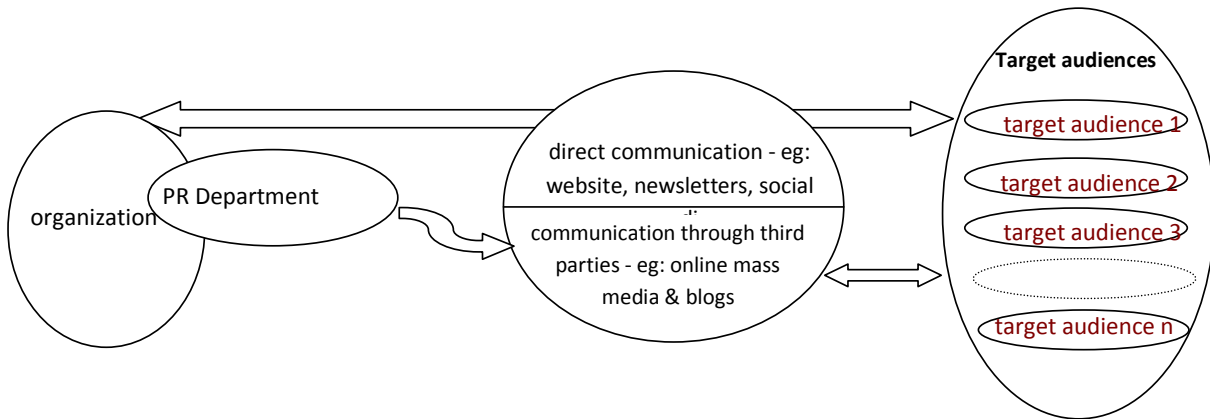 Target audiences
target audience 1
target audience 2
target audience 3
target audience n
organization
PR Department
direct communication - eg:
website, newsletters, social
communication through third
parties - eg: online mass
media & blogs